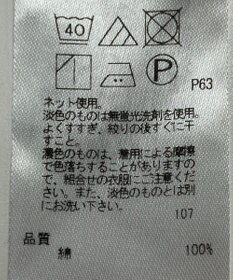 40
P
P63
ネット使用。
淡色のものは無蛍光洗剤を使用。
よくすすぎ、絞りの後すぐに干
すこと。
濃色のものは、着用による摩擦
で色落ちすることがありますの
で、組合せの衣服にご注意くだ
さい。また、淡色のものとは別
にお洗い下さい。
107
品質
綿 100%